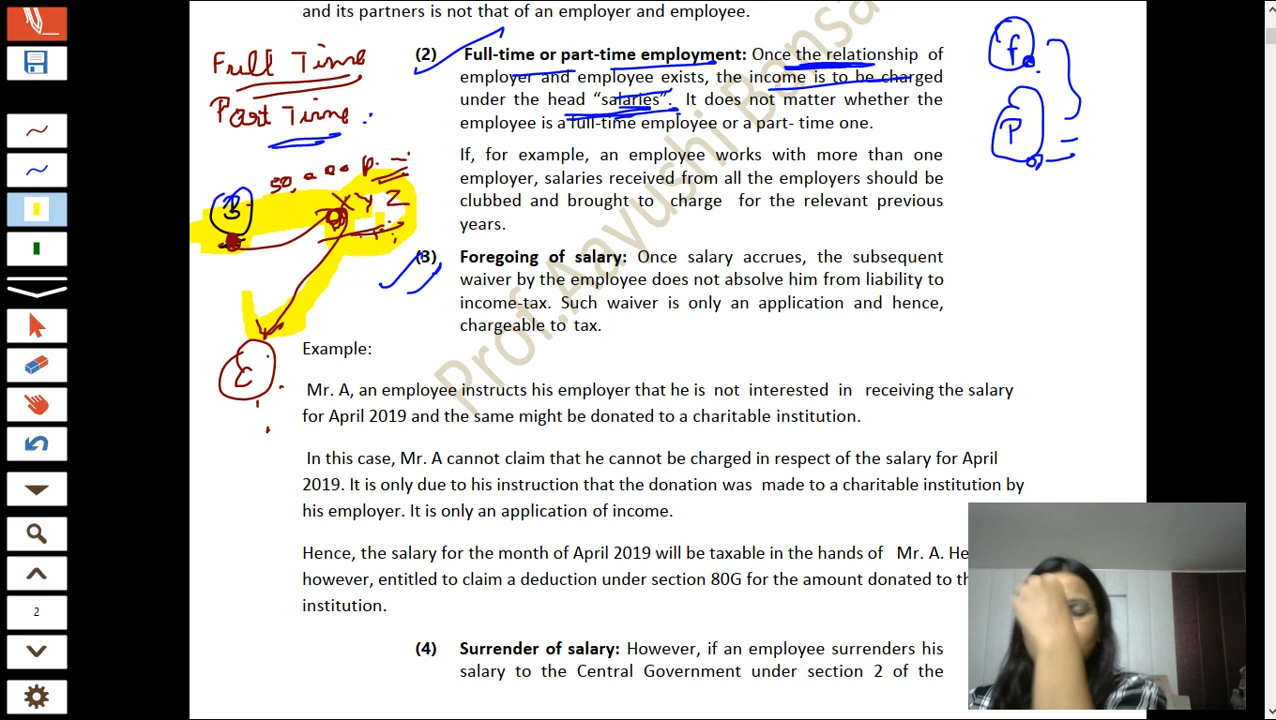 and its partners is not that of an employer and employee.
Full Time
Part Time
50,000 p.
B
XYZ
C
f
P
(2) Full-time or part-time employment: Once the relationship of
employer and employee exists, the income is to be charged
under the head “salaries”. It does not matter whether the
employee is a full-time employee or a part- time one.
If, for example, an employee works with more than one
employer, salaries received from all the employers should be
clubbed and brought to charge for the relevant previous
years.
(3) Foregoing of salary: Once salary accrues, the subsequent
waiver by the employee does not absolve him from liability to
income-tax. Such waiver is only an application and hence,
chargeable to tax.
Example:
Mr. A, an employee instructs his employer that he is not interested in receiving the salary
for April 2019 and the same might be donated to a charitable institution.
In this case, Mr. A cannot claim that he cannot be charged in respect of the salary for April
2019. It is only due to his instruction that the donation was made to a charitable institution by
his employer. It is only an application of income.
Hence, the salary for the month of April 2019 will be taxable in the hands of Mr. A. He
however, entitled to claim a deduction under section 80G for the amount donated to th
institution.
(4) Surrender of salary: However, if an employee surrenders his
salary to the Central Government under section 2 of the
Prof.Aavushi Bansa
2